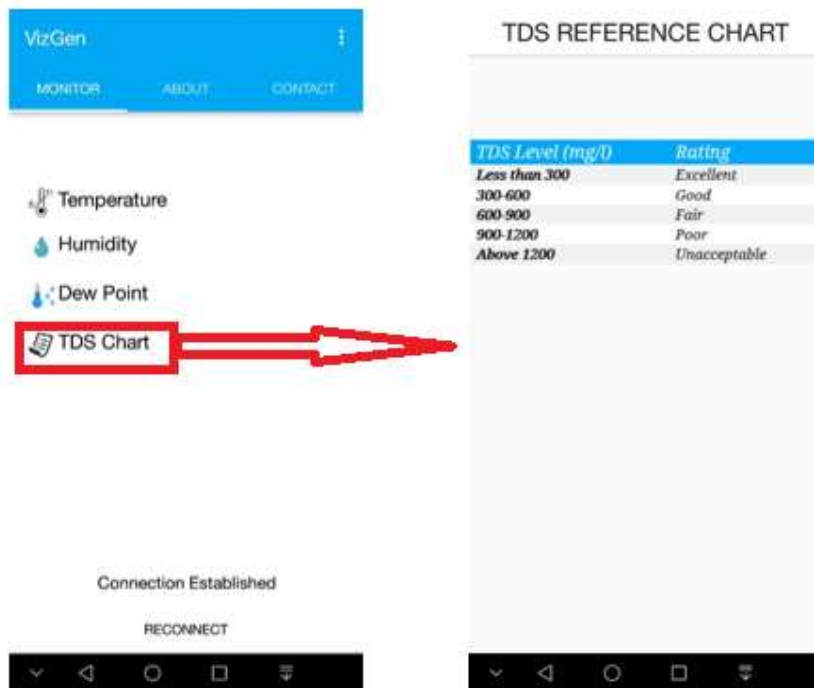 VizGen
MONITOR ABOUT CONTACT
Temperature
Humidity
Dew Point
TDS Chart
Connection Established
RECONNECT
TDS REFERENCE CHART
TDS Level (mg/l) Rating
Less than 300 Excellent
300-600 Good
600-900 Fair
900-1200 Poor
Above 1200 Unacceptable